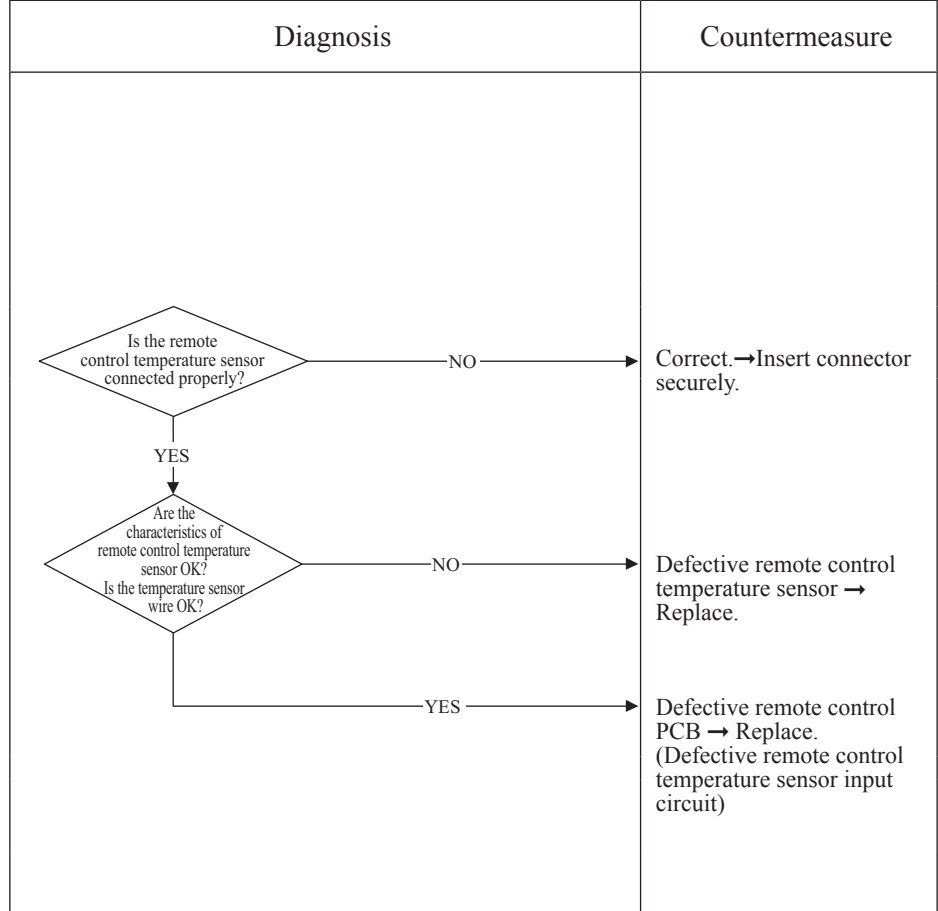 Diagnosis
Countermeasure
Is the remote
control temperature sensor
connected properly?
NO
Correct.➞Insert connector
securely.
YES
Are the
characteristics of
remote control temperature
sensor OK?
Is the temperature sensor
wire OK?
NO
Defective remote control
temperature sensor ➞
Replace.
YES
Defective remote control
PCB ➞ Replace.
(Defective remote control
temperature sensor input
circuit)